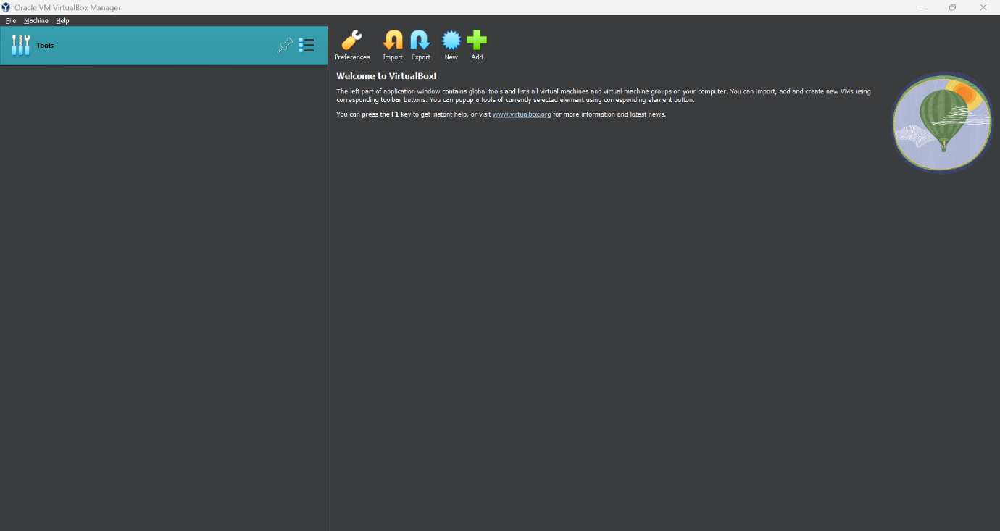 Oracle VM VirtualBox Manager
File Machine Help
Tools
Preferences Import Export New Add
Welcome to VirtualBox!
The left part of application window contains global tools and lists all virtual machines and virtual machine groups on your computer. You can import, add and create new VMs using
corresponding toolbar buttons. You can popup a tools of currently selected element using corresponding element button.
You can press the F1 key to get instant help, or visit www.virtualbox.org for more information and latest news.